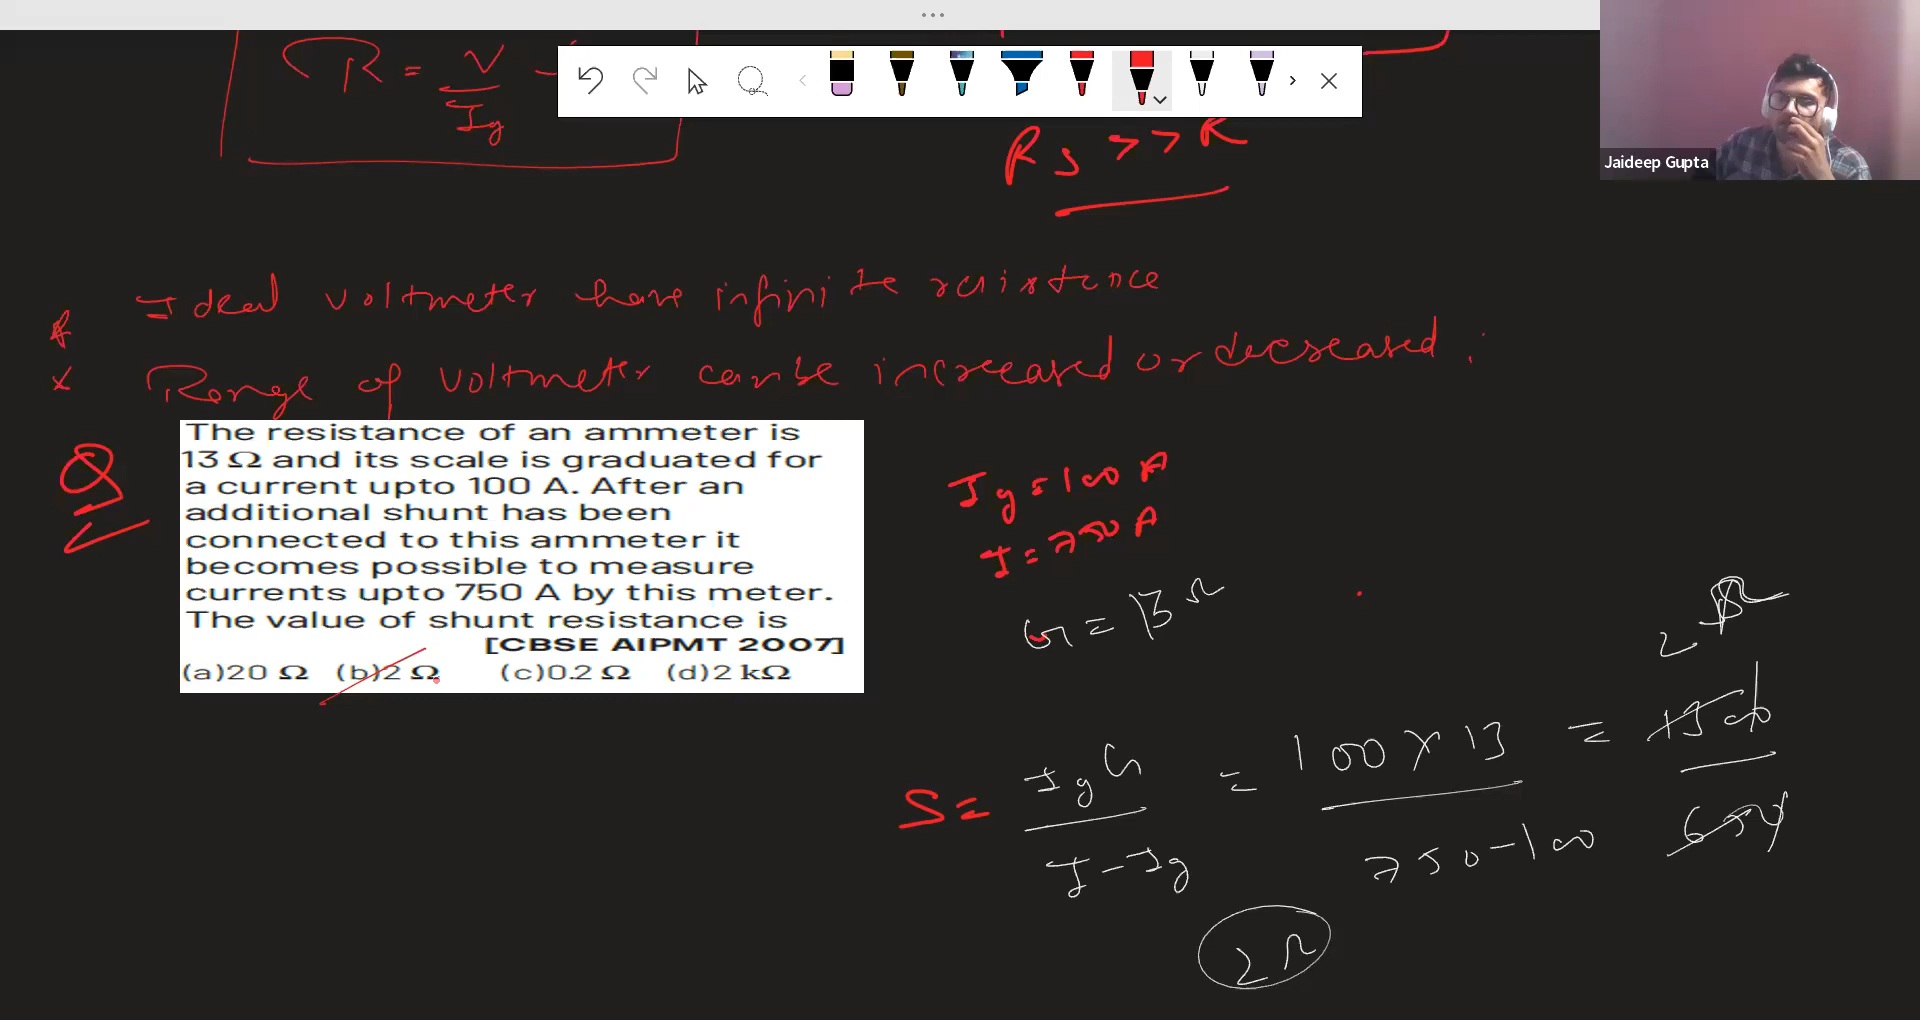 R = V / Ig -
Rs >> R
Jaideep Gupta
* Ideal voltmeter have infinite resistance
x Range of voltmeter can be increased or decreased.
Q
The resistance of an ammeter is
13 Ω and its scale is graduated for
a current upto 100 A. After an
additional shunt has been
connected to this ammeter it
becomes possible to measure
currents upto 750 A by this meter.
The value of shunt resistance is
[CBSE AIPMT 2007]
(a)20 Ω (b)2 Ω (c)0.2 Ω (d)2 kΩ
Ig = 100 A
I = 750 A
G = 13 Ω
S = IgG / I - Ig = 100 x 13 / 750 - 100 = 1300 / 650
2
2 Ω